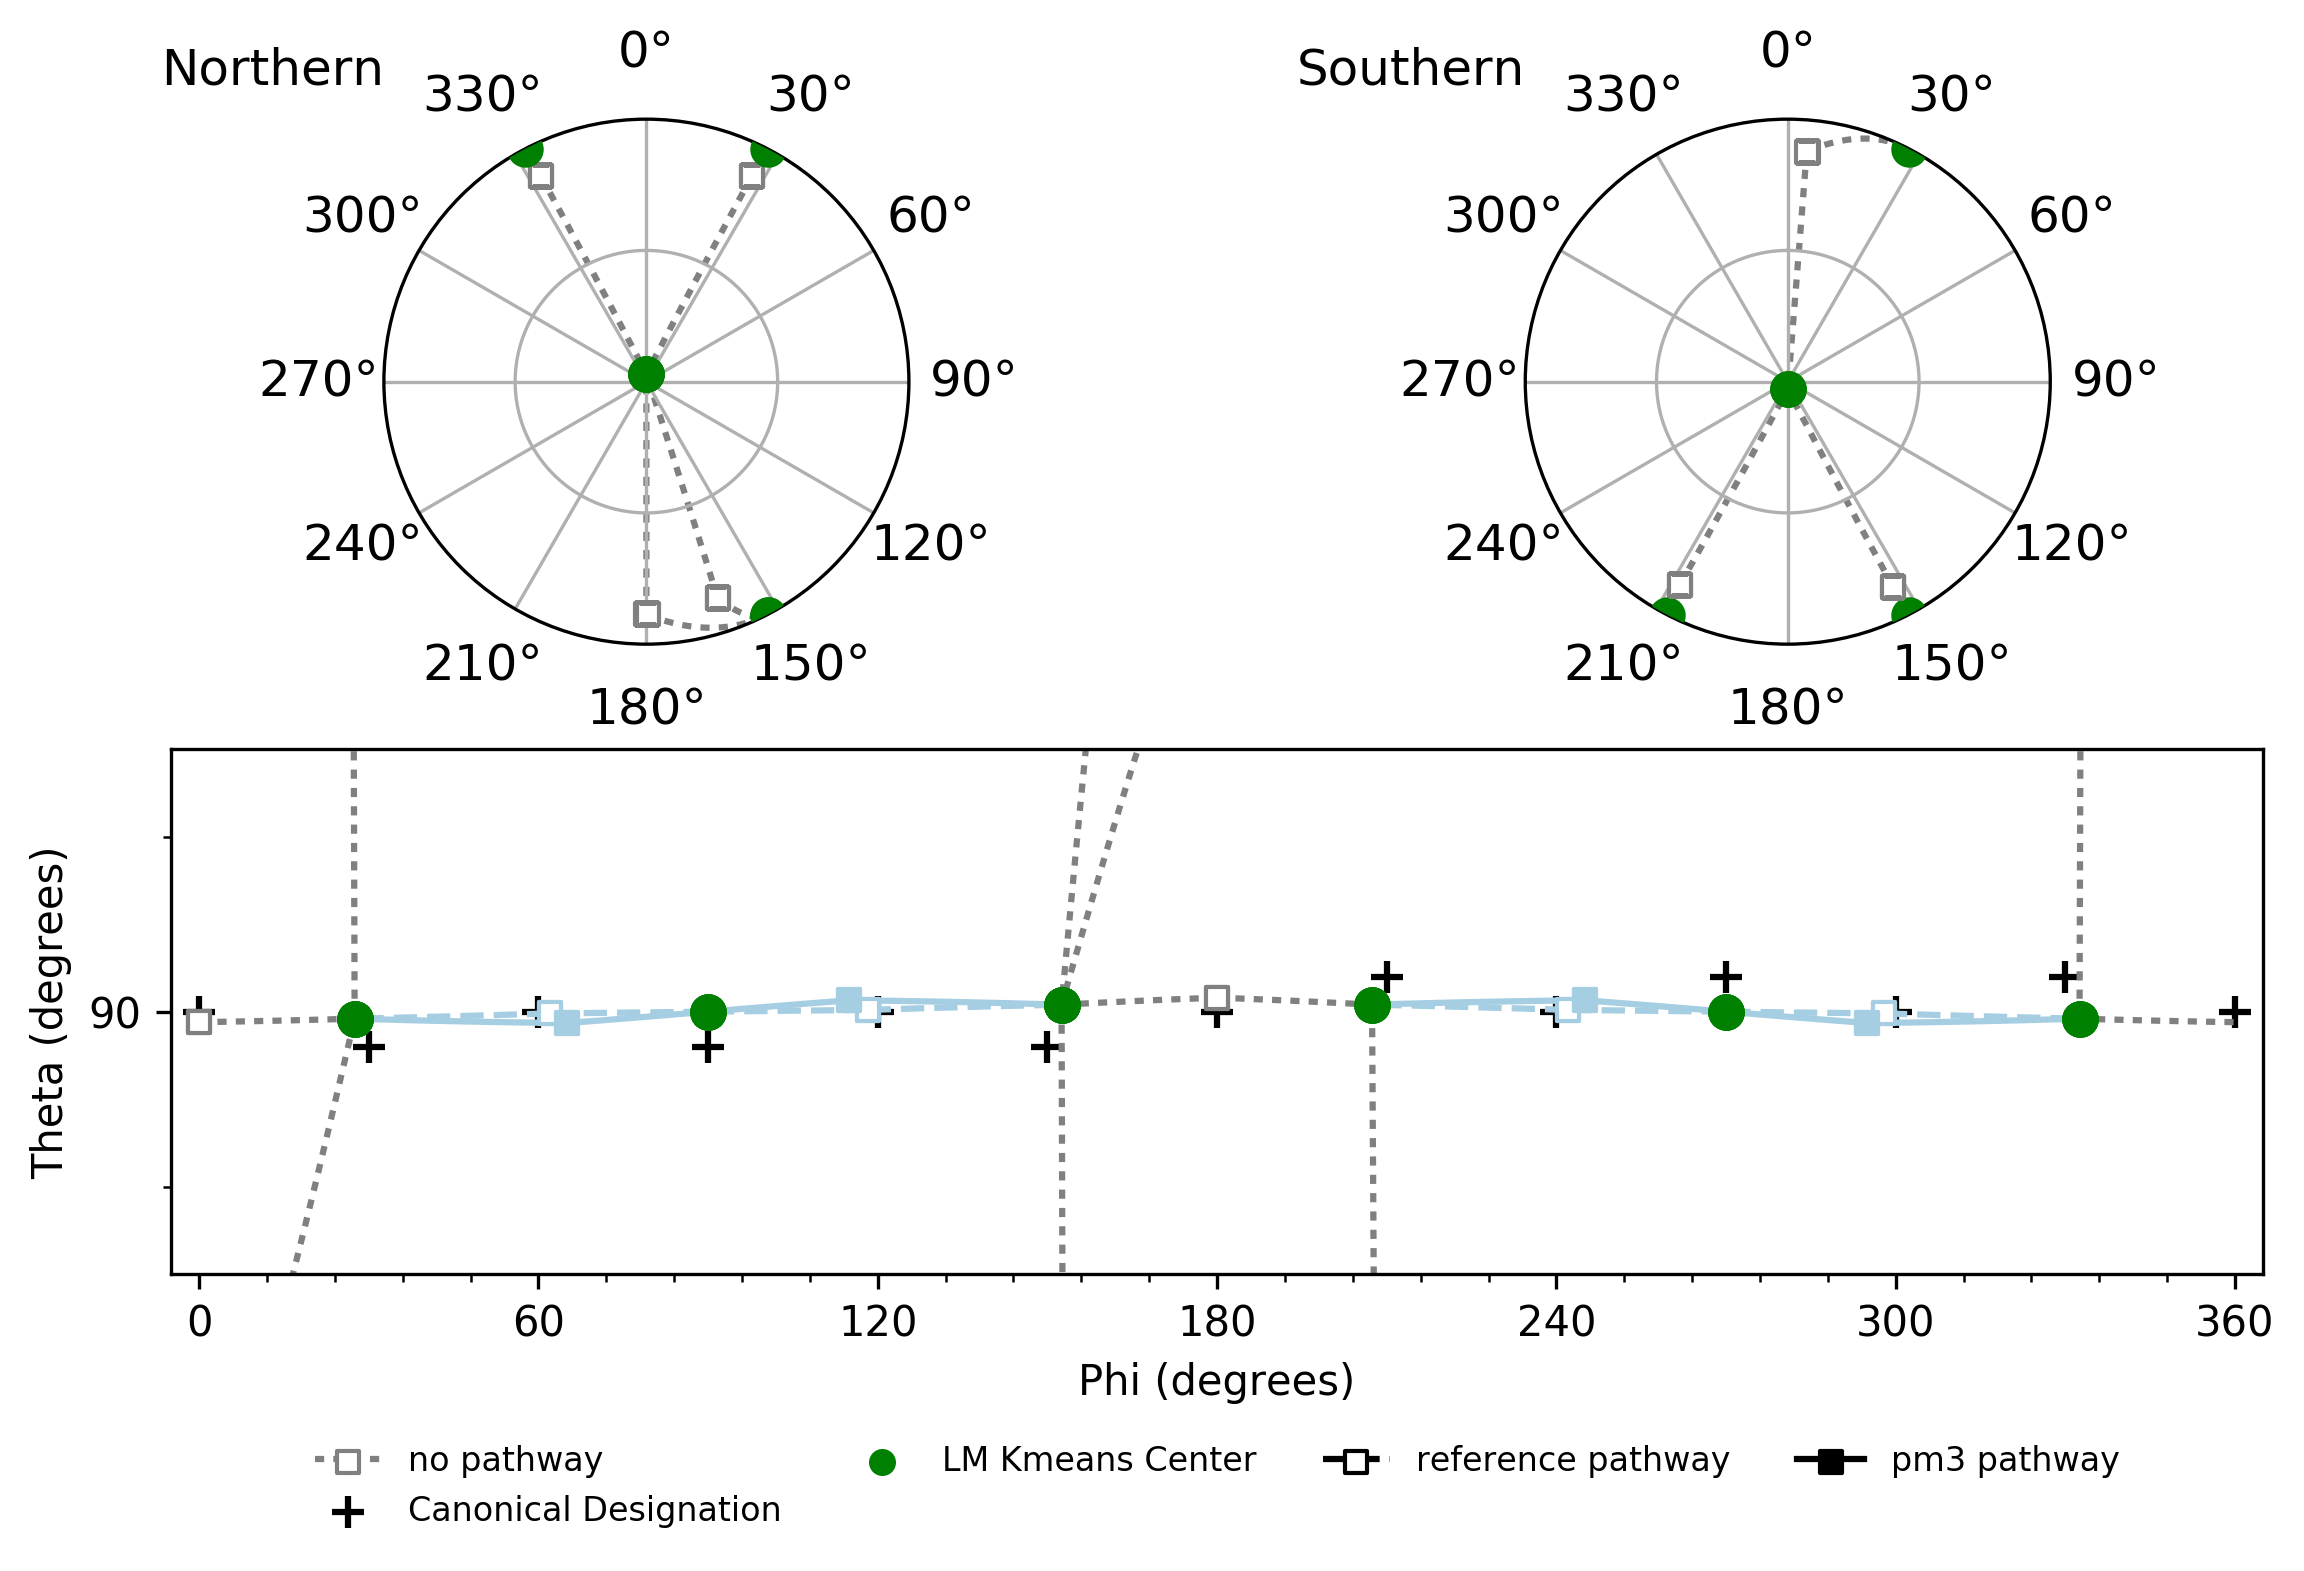 Northern
0°
30°
60°
90°
120°
150°
180°
210°
240°
270°
300°
330°
Southern
0°
30°
60°
90°
120°
150°
180°
210°
240°
270°
300°
330°
Theta (degrees)
90
0 60 120 180 240 300 360
Phi (degrees)
no pathway
Canonical Designation
LM Kmeans Center
reference pathway
pm3 pathway